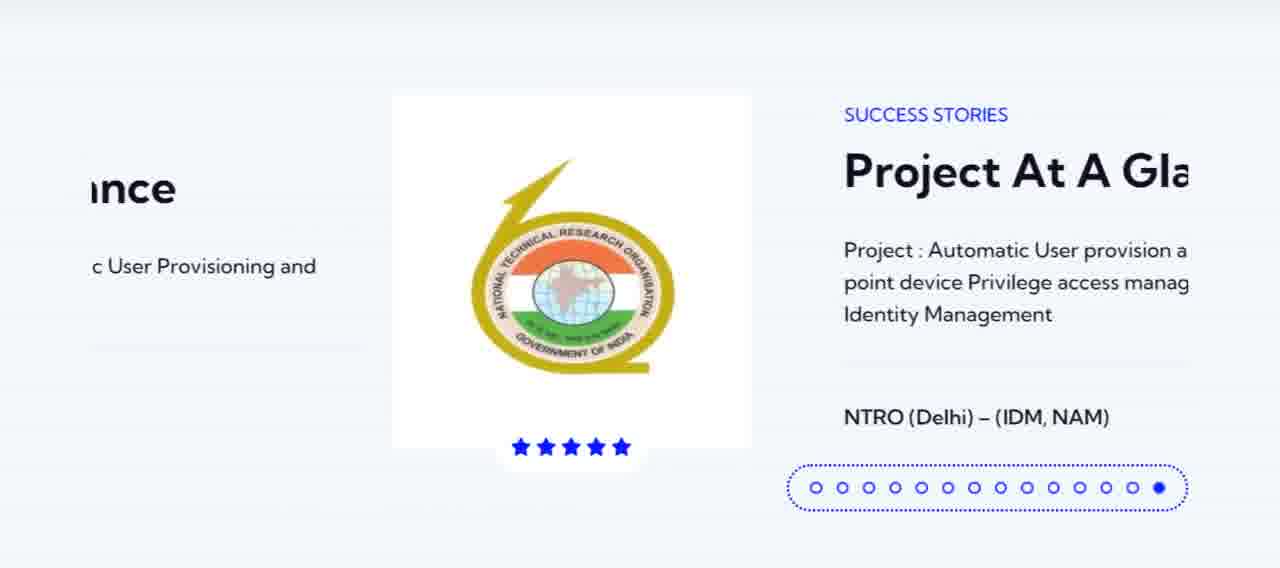 ance
c User Provisioning and
NATIONAL TECHNICAL RESEARCH ORGANISATION
GOVERNMENT OF INDIA
SUCCESS STORIES
Project At A Gla
Project : Automatic User provision a
point device Privilege access manag
Identity Management
NTRO (Delhi) – (IDM, NAM)